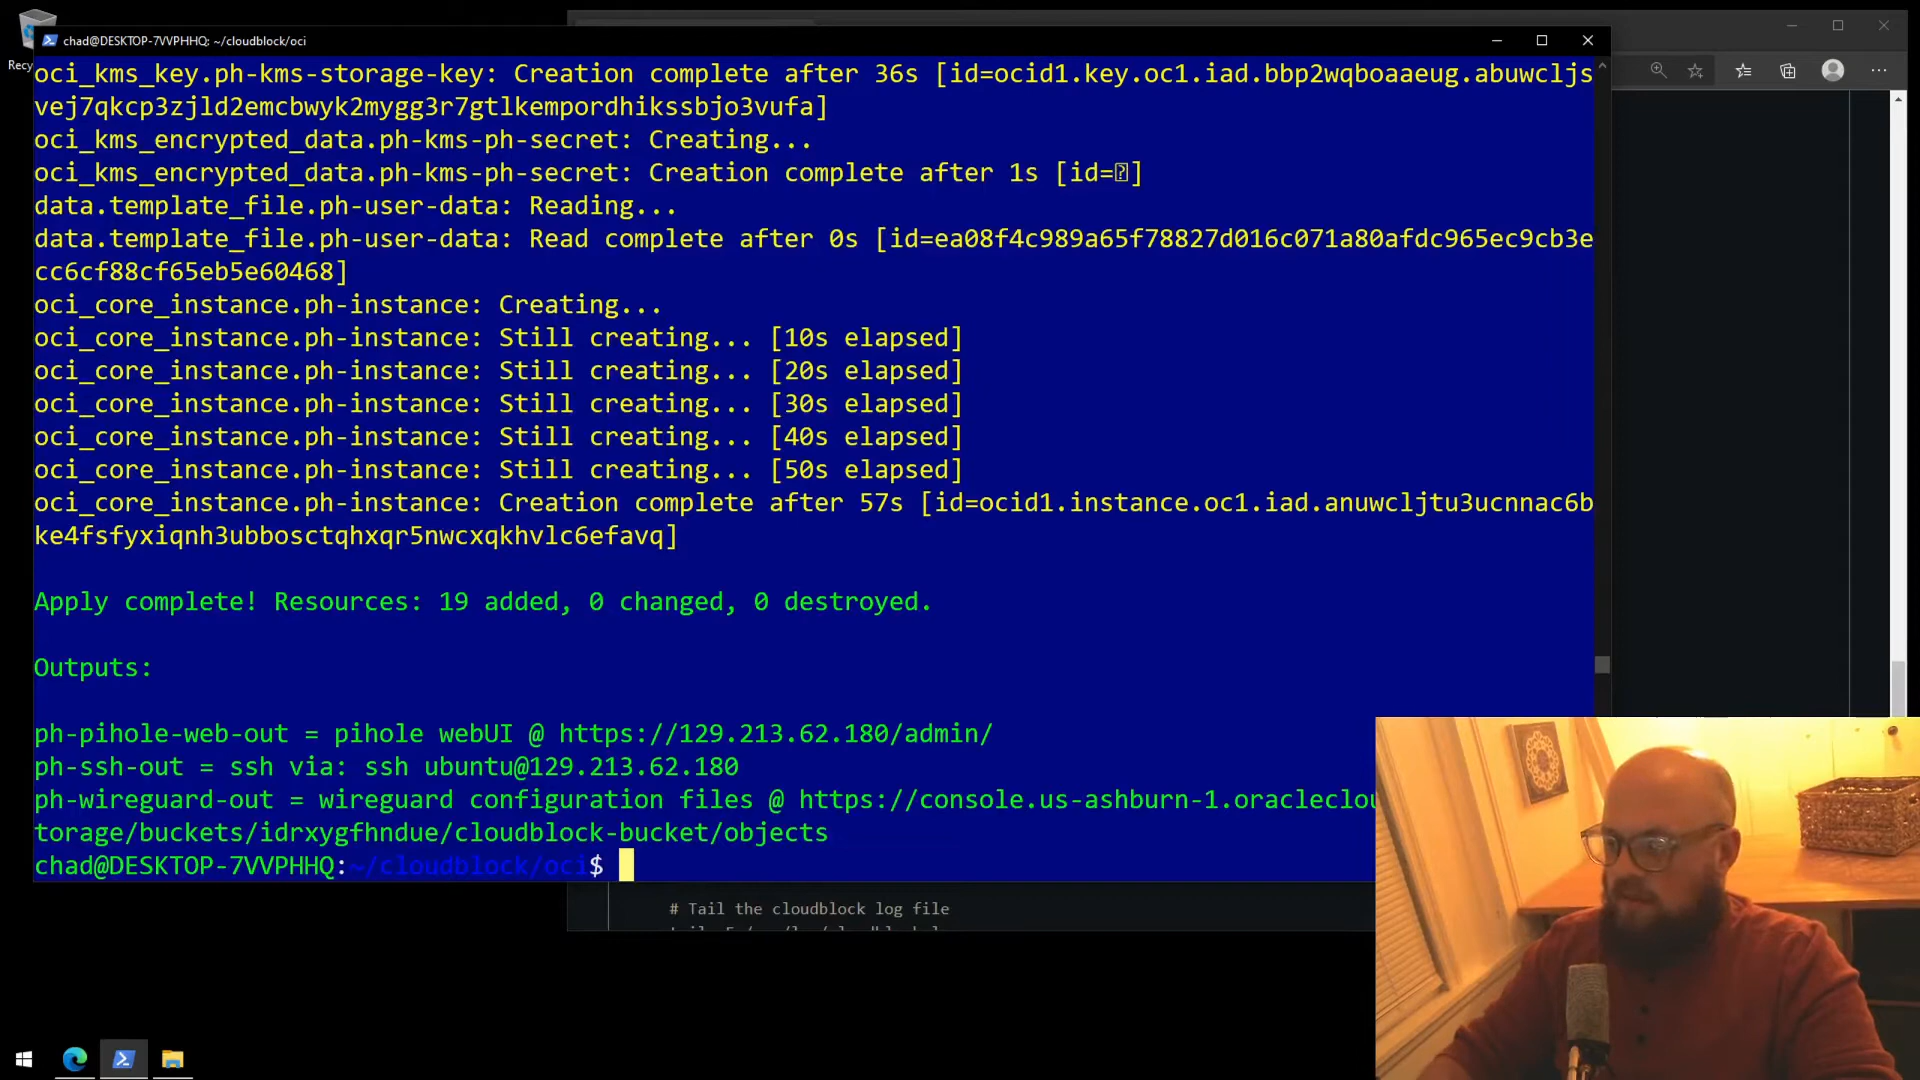 Recy
chad@DESKTOP-7VVPHHQ: ~/cloudblock/oci
oci_kms_key.ph-kms-storage-key: Creation complete after 36s [id=ocid1.key.oc1.iad.bbp2wqboaaeug.abuwcljs
vej7qkcp3zjld2emcbwyk2mygg3r7gtlkempordhikssbjo3vufa]
oci_kms_encrypted_data.ph-kms-ph-secret: Creating...
oci_kms_encrypted_data.ph-kms-ph-secret: Creation complete after 1s [id=]
data.template_file.ph-user-data: Reading...
data.template_file.ph-user-data: Read complete after 0s [id=ea08f4c989a65f78827d016c071a80afdc965ec9cb3e
cc6cf88cf65eb5e60468]
oci_core_instance.ph-instance: Creating...
oci_core_instance.ph-instance: Still creating... [10s elapsed]
oci_core_instance.ph-instance: Still creating... [20s elapsed]
oci_core_instance.ph-instance: Still creating... [30s elapsed]
oci_core_instance.ph-instance: Still creating... [40s elapsed]
oci_core_instance.ph-instance: Still creating... [50s elapsed]
oci_core_instance.ph-instance: Creation complete after 57s [id=ocid1.instance.oc1.iad.anuwcljtu3ucnnac6b
ke4fsfyxiqnh3ubbosctqhxqr5nwcxqkhvlc6efavq]
Apply complete! Resources: 19 added, 0 changed, 0 destroyed.
Outputs:
ph-pihole-web-out = pihole webUI @ https://129.213.62.180/admin/
ph-ssh-out = ssh via: ssh ubuntu@129.213.62.180
ph-wireguard-out = wireguard configuration files @ https://console.us-ashburn-1.oracleclou
torage/buckets/idrxygfhndue/cloudblock-bucket/objects
chad@DESKTOP-7VVPHHQ:~/cloudblock/oci$
# Tail the cloudblock log file